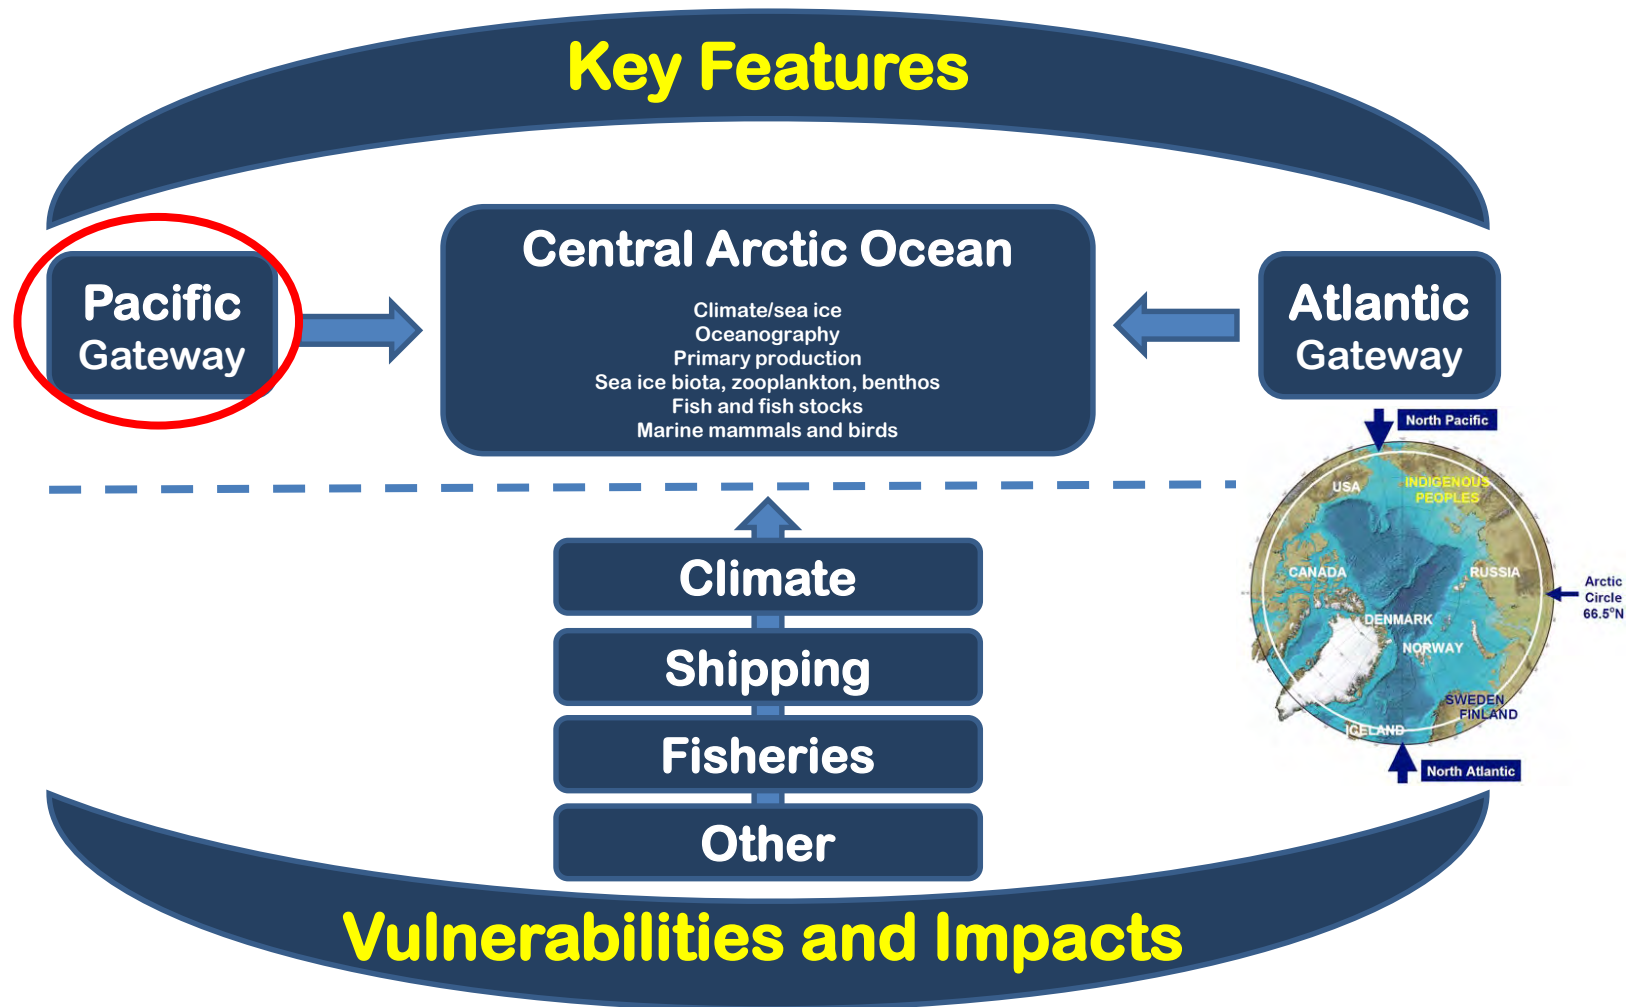 Key Features
Pacific
Gateway
Central Arctic Ocean
Climate/sea ice
Oceanography
Primary production
Sea ice biota, zooplankton, benthos
Fish and fish stocks
Marine mammals and birds
Atlantic
Gateway
North Pacific
USA
INDIGENOUS
PEOPLES
CANADA
RUSSIA
Arctic
Circle
66.5°N
DENMARK
NORWAY
SWEDEN
FINLAND
ICELAND
North Atlantic
Climate
Shipping
Fisheries
Other
Vulnerabilities and Impacts